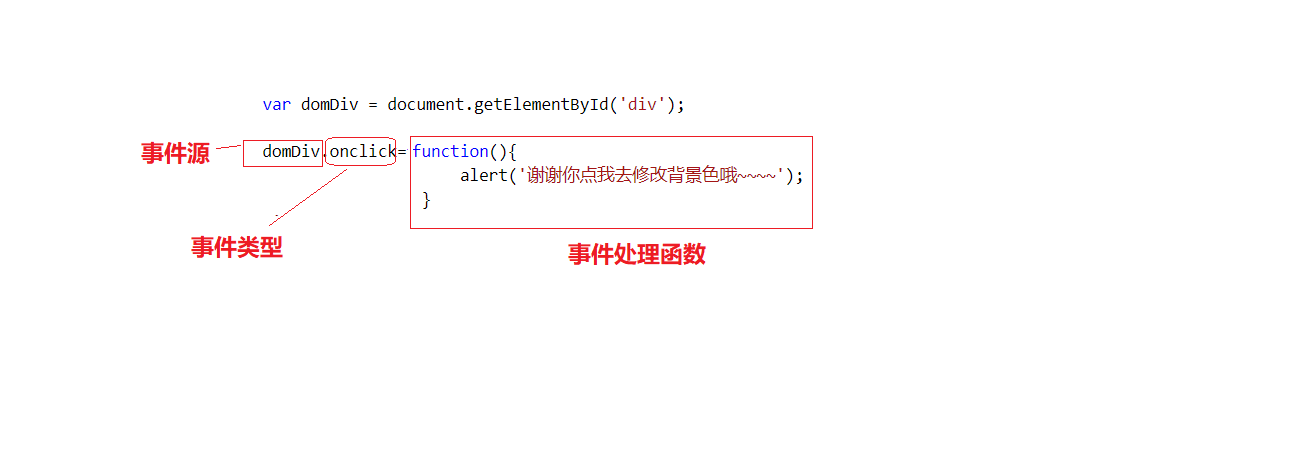 var domDiv = document.getElementById('div');
事件源
domDiv.onclick=function(){
alert('谢谢你点我去修改背景色哦~~~~');
}
事件类型
事件处理函数